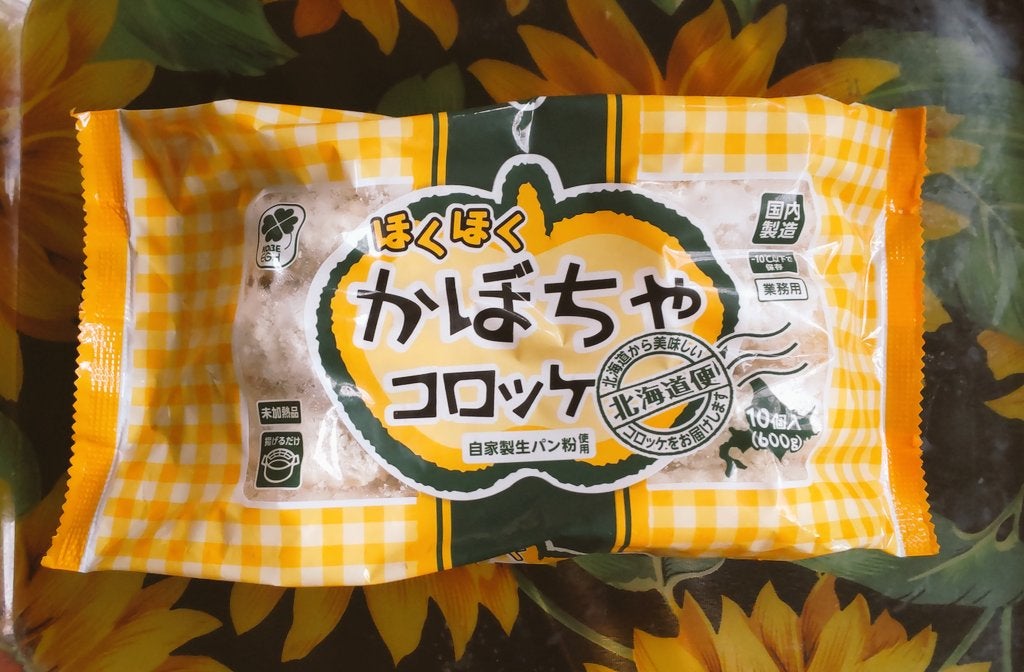 ほくほく
かぼちゃ
コロッケ
自家製生パン粉使用
北海道から美味しい
北海道便
コロッケをお届けします
国内
製造
-10℃以下で
保存
業務用
10個入
(600g)
未加熱品
揚げるだけ